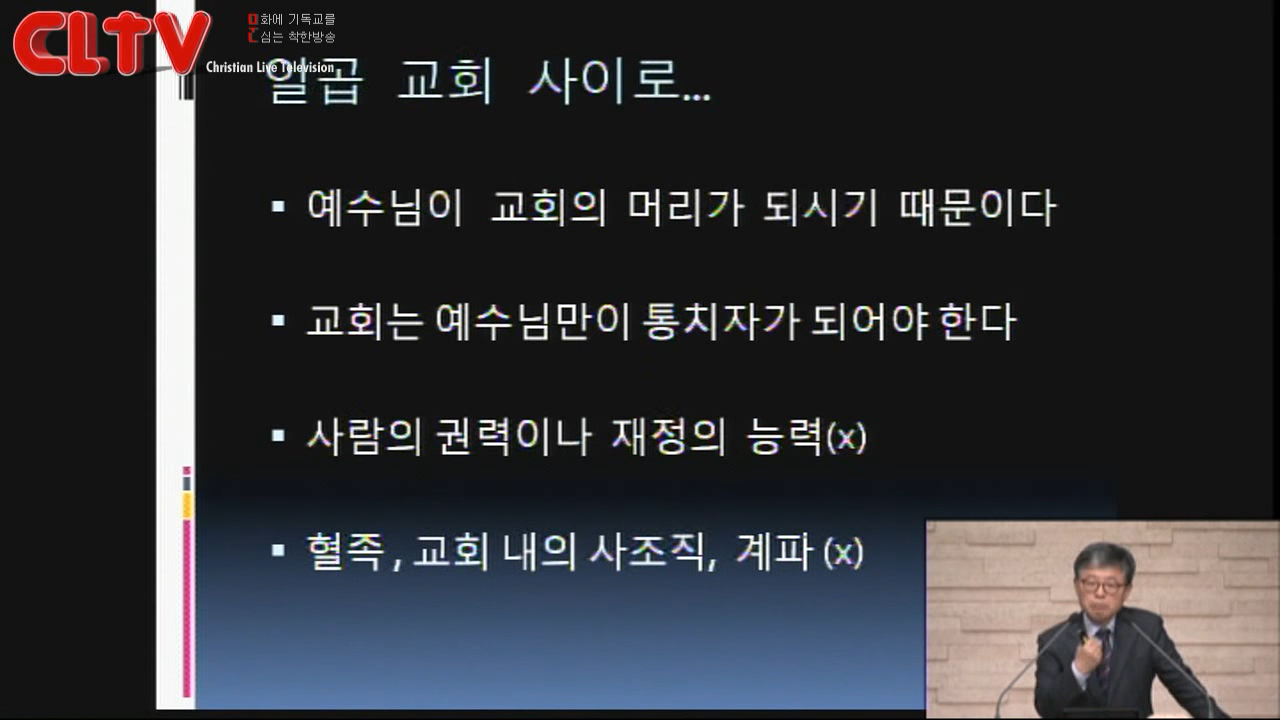 CLTV
문화에 기독교를
심는 착한방송
Christian Live Television
일곱 교회 사이로...
예수님이 교회의 머리가 되시기 때문이다
교회는 예수님만이 통치자가 되어야 한다
사람의 권력이나 재정의 능력(x)
혈족 , 교회 내의 사조직, 계파 (x)